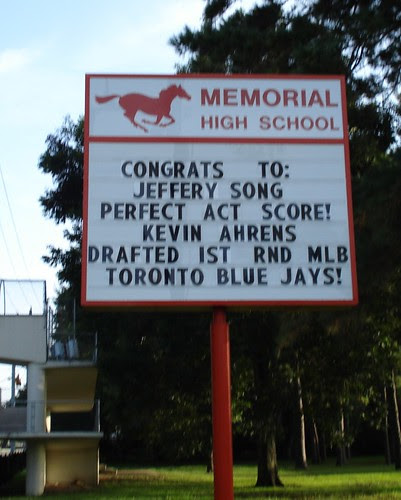 MEMORIAL
HIGH SCHOOL
CONGRATS TO:
JEFFERY SONG
PERFECT ACT SCORE!
KEVIN AHRENS
DRAFTED 1ST RND MLB
TORONTO BLUE JAYS!